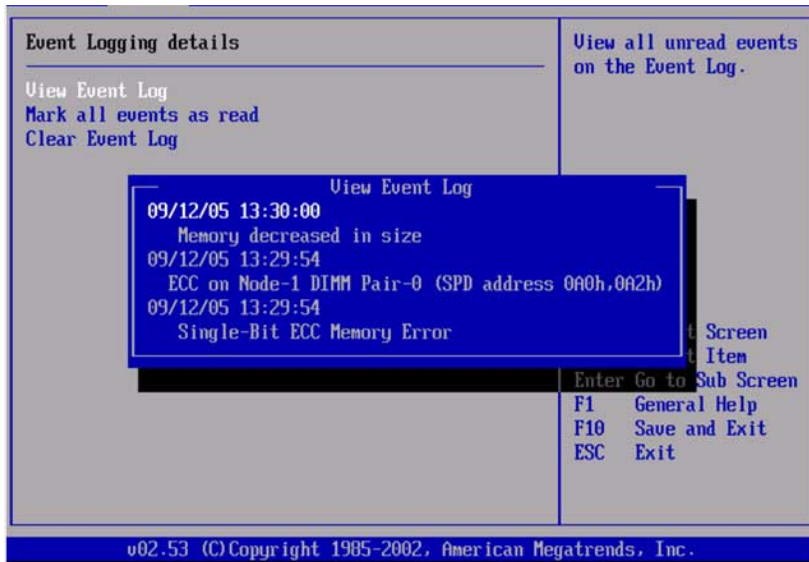 Event Logging details
View Event Log
Mark all events as read
Clear Event Log
View all unread events
on the Event Log.
View Event Log
09/12/05 13:30:00
Memory decreased in size
09/12/05 13:29:54
ECC on Node-1 DIMM Pair-0 (SPD address 0A0h,0A2h)
09/12/05 13:29:54
Single-Bit ECC Memory Error
t Screen
t Item
Enter Go to Sub Screen
F1 General Help
F10 Save and Exit
ESC Exit
v02.53 (C)Copyright 1985-2002, American Megatrends, Inc.